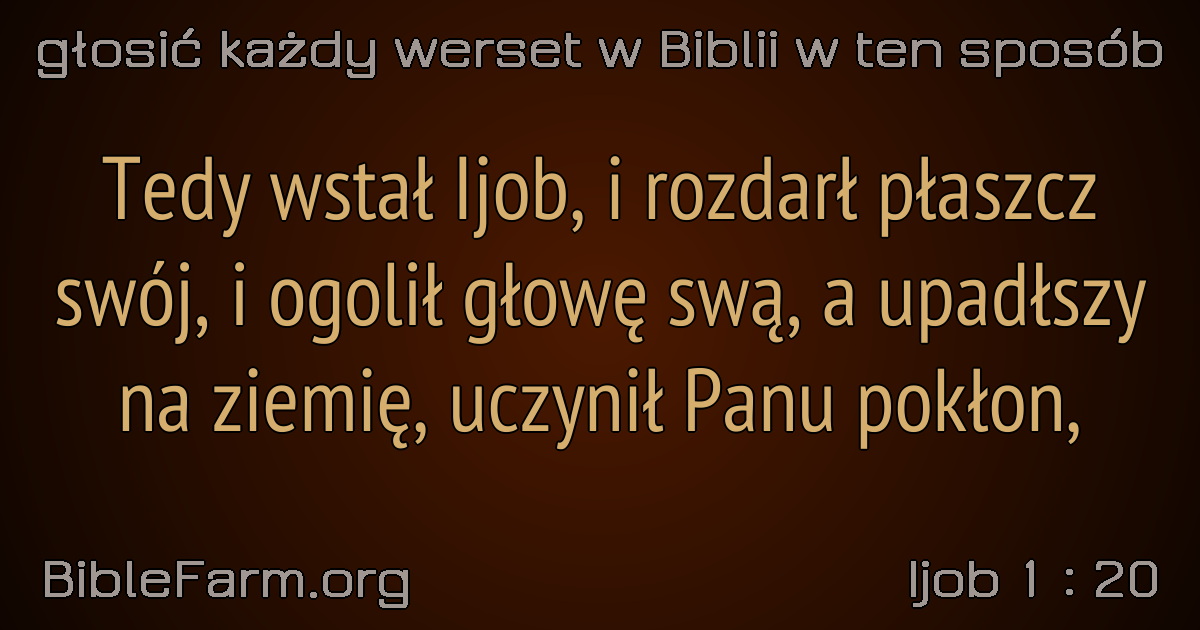 głosić każdy werset w Biblii w ten sposób
Tedy wstał Ijob, i rozdarł płaszcz
swój, i ogolił głowę swą, a upadłszy
na ziemię, uczynił Panu pokłon,
BibleFarm.org
Ijob 1 : 20